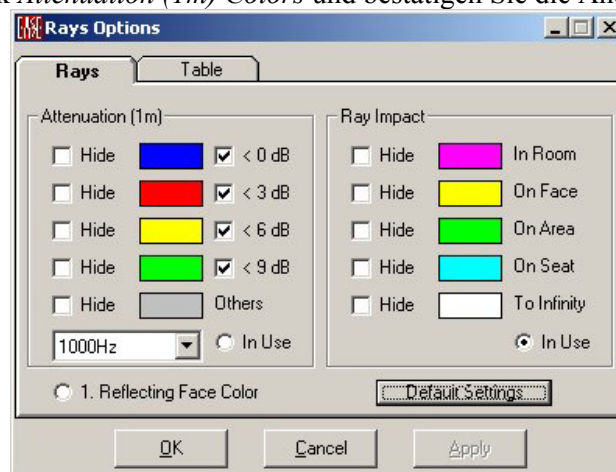 Attenuation (1m) Colors und bestätigen Sie die
EASE Rays Options
Rays Table
Attenuation (1m)
Hide < 0 dB
Hide < 3 dB
Hide < 6 dB
Hide < 9 dB
Hide Others
1000Hz In Use
Ray Impact
Hide In Room
Hide On Face
Hide On Area
Hide On Seat
Hide To Infinity
In Use
1. Reflecting Face Color
Default Settings
OK Cancel Apply